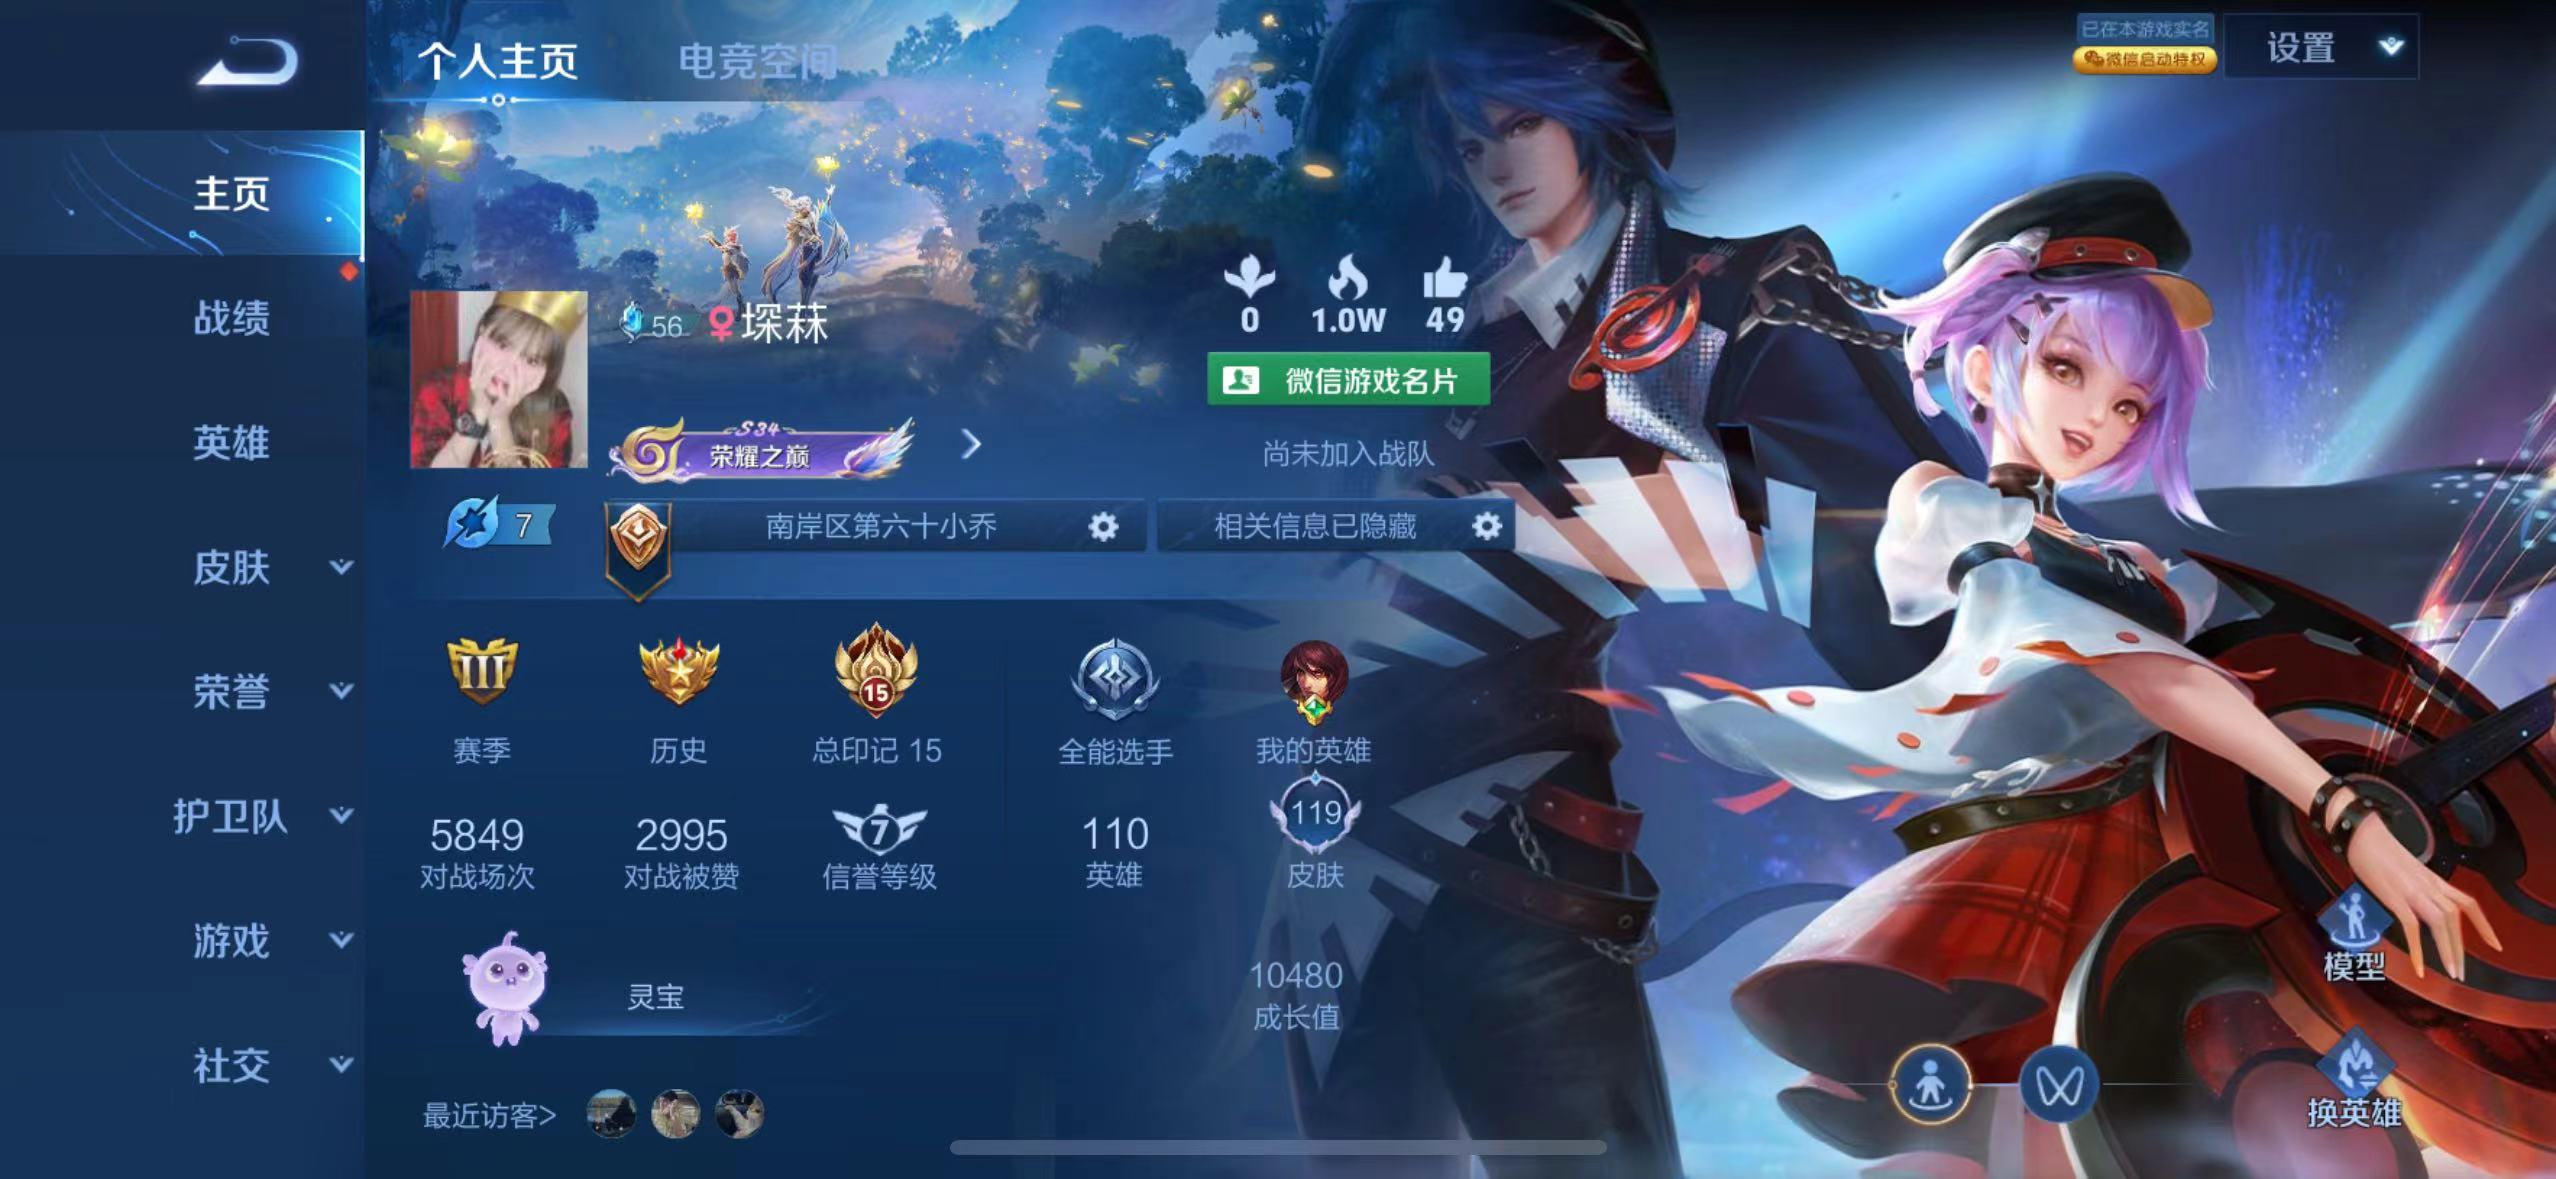 个人主页
电竞空间
已在本游戏实名
微信启动特权
设置
主页
战绩
英雄
皮肤
荣誉
护卫队
游戏
社交
56
♀堔菻
0
1.0W
49
微信游戏名片
S34
荣耀之巅
尚未加入战队
7
南岸区第六十小乔
相关信息已隐藏
III
15
赛季
历史
总印记 15
全能选手
我的英雄
5849
2995
7
110
119
对战场次
对战被赞
信誉等级
英雄
皮肤
灵宝
10480
成长值
最近访客>
模型
换英雄